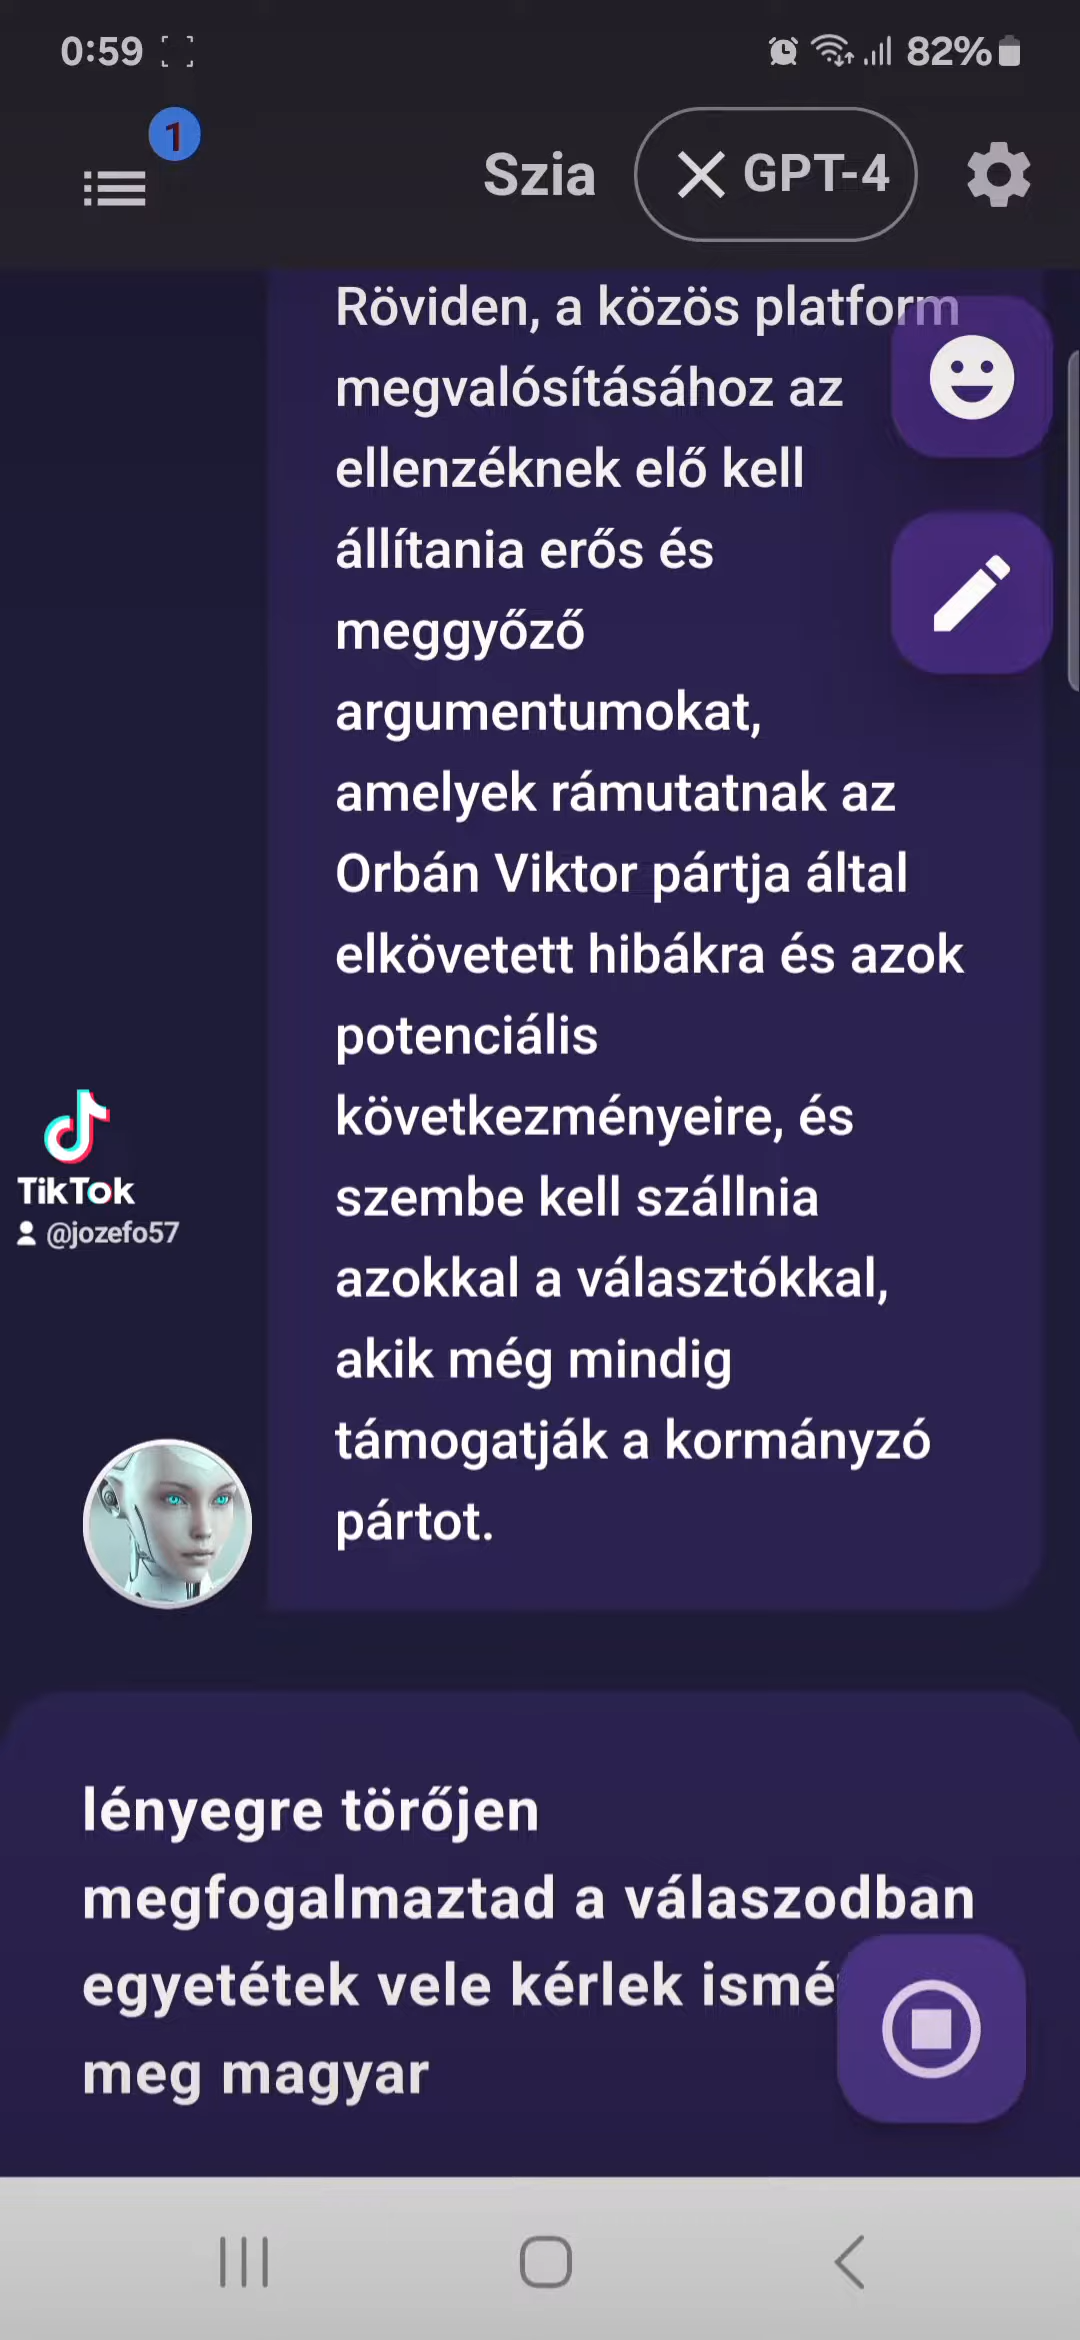 0:59
82%
1
Szia
GPT-4
Röviden, a közös platform
megvalósításához az
ellenzéknek elő kell
állítania erős és
meggyőző
argumentumokat,
amelyek rámutatnak az
Orbán Viktor pártja által
elkövetett hibákra és azok
potenciális
következményeire, és
szembe kell szállnia
azokkal a választókkal,
akik még mindig
támogatják a kormányzó
pártot.
TikTok
@jozefo57
lényegre törőjen
megfogalmaztad a válaszodban
egyetétek vele kérlek ismé
meg magyar